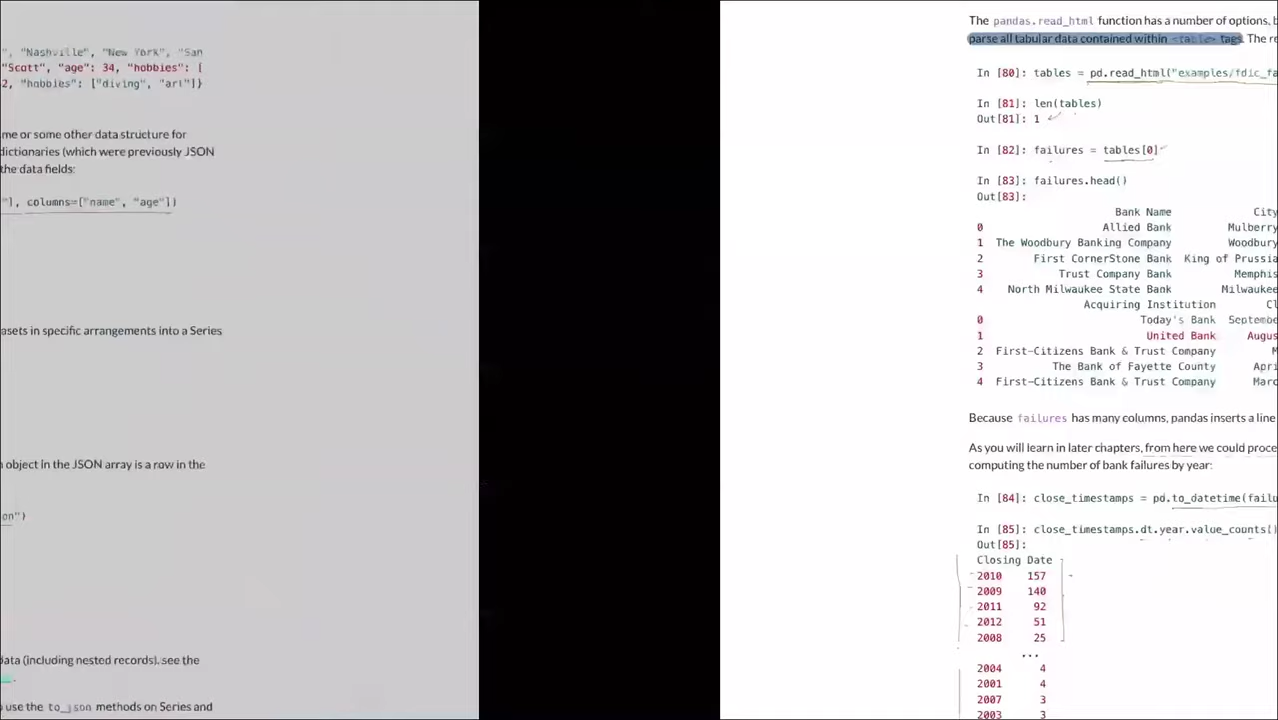 ", "Nashville", "New York", "San
"Scott", "age": 34, "hobbies": [
2, "hobbies": ["diving", "art"]}
me or some other data structure for
dictionaries (which were previously JSON
the data fields:
"], columns=["name", "age"])
asets in specific arrangements into a Series
object in the JSON array is a row in the
on")
data (including nested records), see the
use the to_json methods on Series and
The pandas.read_html function has a number of options, b
parse all tabular data contained within <table> tags. The re
In [80]: tables = pd.read_html("examples/fdic_fa
In [81]: len(tables)
Out[81]: 1
In [82]: failures = tables[0]
In [83]: failures.head()
Out[83]:
Bank Name City
0 Allied Bank Mulberry
1 The Woodbury Banking Company Woodbury
2 First CornerStone Bank King of Prussia
3 Trust Company Bank Memphis
4 North Milwaukee State Bank Milwaukee
Acquiring Institution Cl
0 Today's Bank Septembe
1 United Bank Augus
2 First-Citizens Bank & Trust Company M
3 The Bank of Fayette County Apri
4 First-Citizens Bank & Trust Company Marc
Because failures has many columns, pandas inserts a line
As you will learn in later chapters, from here we could proce
computing the number of bank failures by year:
In [84]: close_timestamps = pd.to_datetime(failu
In [85]: close_timestamps.dt.year.value_counts()
Out[85]:
Closing Date
2010 157
2009 140
2011 92
2012 51
2008 25
...
2004 4
2001 4
2007 3
2003 3